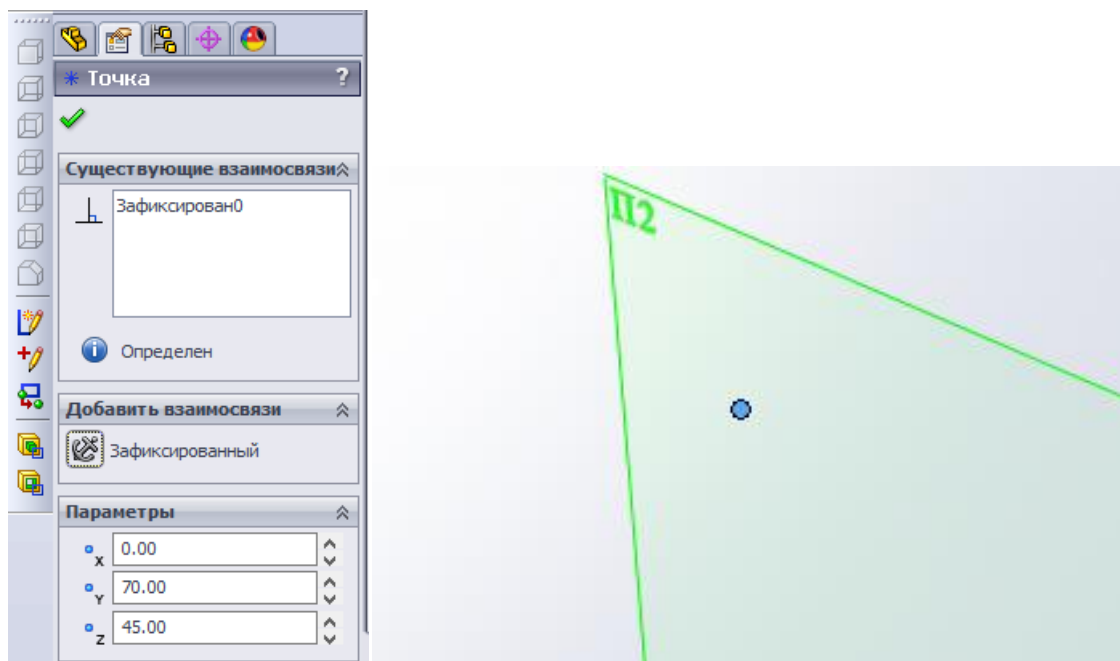 Точка ?
Существующие взаимосвязи
Зафиксирован0
Определен
Добавить взаимосвязи
Зафиксированный
Параметры
X 0.00
Y 70.00
Z 45.00
П2